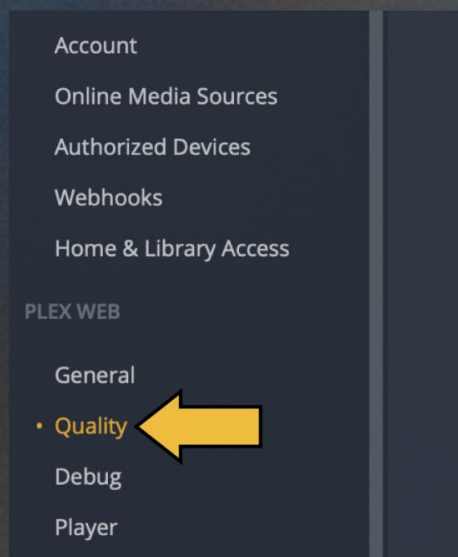 Account
Online Media Sources
Authorized Devices
Webhooks
Home & Library Access
PLEX WEB
General
• Quality
Debug
Player